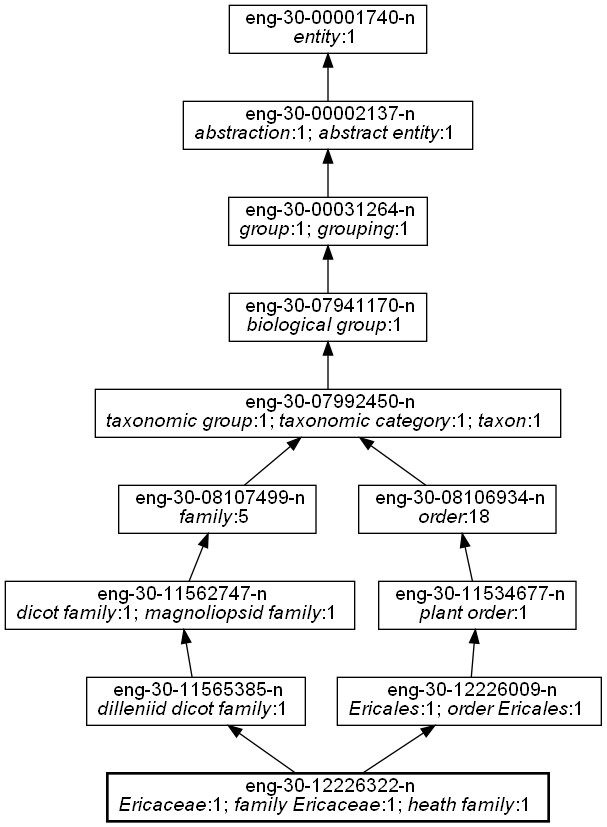 eng-30-00001740-n
entity:1
eng-30-00002137-n
abstraction:1; abstract entity:1
eng-30-00031264-n
group:1; grouping:1
eng-30-07941170-n
biological group:1
eng-30-07992450-n
taxonomic group:1; taxonomic category:1; taxon:1
eng-30-08107499-n
family:5
eng-30-08106934-n
order:18
eng-30-11562747-n
dicot family:1; magnoliopsid family:1
eng-30-11534677-n
plant order:1
eng-30-11565385-n
dilleniid dicot family:1
eng-30-12226009-n
Ericales:1; order Ericales:1
eng-30-12226322-n
Ericaceae:1; family Ericaceae:1; heath family:1